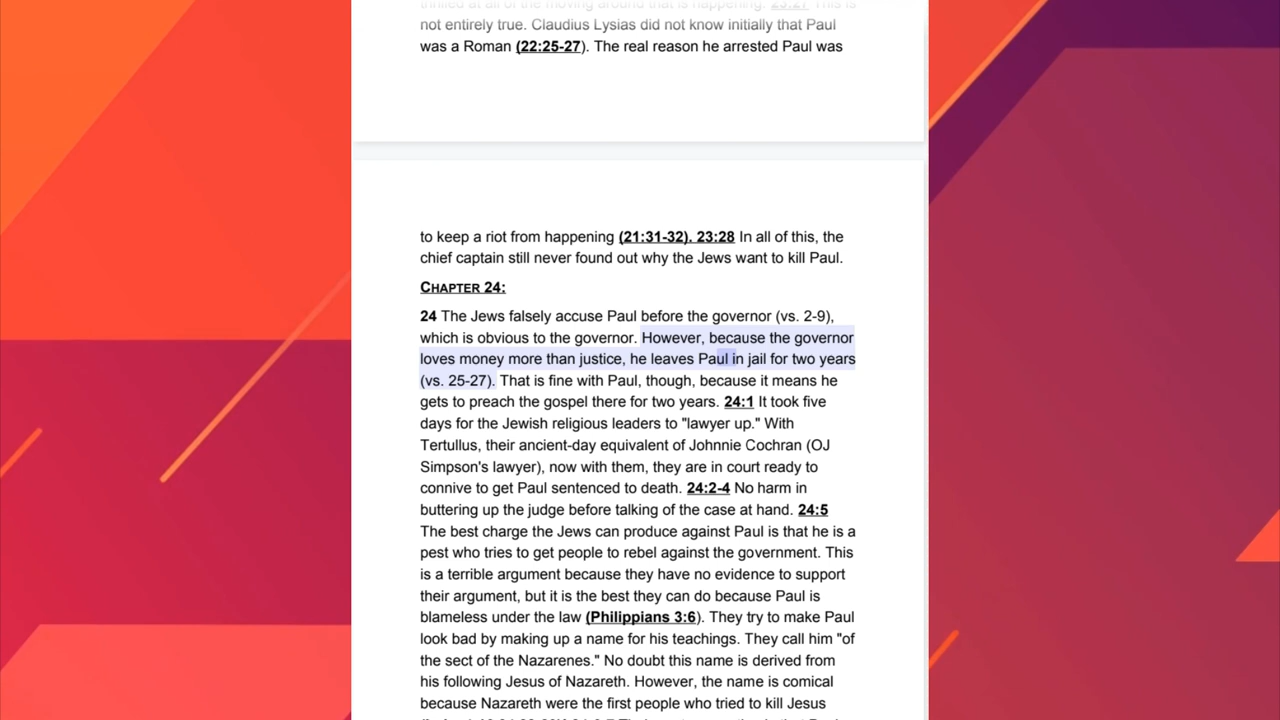 thrilled at all of the moving around that is happening. 23:27 This is
not entirely true. Claudius Lysias did not know initially that Paul
was a Roman (22:25-27). The real reason he arrested Paul was
to keep a riot from happening (21:31-32). 23:28 In all of this, the
chief captain still never found out why the Jews want to kill Paul.
CHAPTER 24:
24 The Jews falsely accuse Paul before the governor (vs. 2-9),
which is obvious to the governor. However, because the governor
loves money more than justice, he leaves Paul in jail for two years
(vs. 25-27). That is fine with Paul, though, because it means he
gets to preach the gospel there for two years. 24:1 It took five
days for the Jewish religious leaders to "lawyer up." With
Tertullus, their ancient-day equivalent of Johnnie Cochran (OJ
Simpson's lawyer), now with them, they are in court ready to
connive to get Paul sentenced to death. 24:2-4 No harm in
buttering up the judge before talking of the case at hand. 24:5
The best charge the Jews can produce against Paul is that he is a
pest who tries to get people to rebel against the government. This
is a terrible argument because they have no evidence to support
their argument, but it is the best they can do because Paul is
blameless under the law (Philippians 3:6). They try to make Paul
look bad by making up a name for his teachings. They call him "of
the sect of the Nazarenes." No doubt this name is derived from
his following Jesus of Nazareth. However, the name is comical
because Nazareth were the first people who tried to kill Jesus